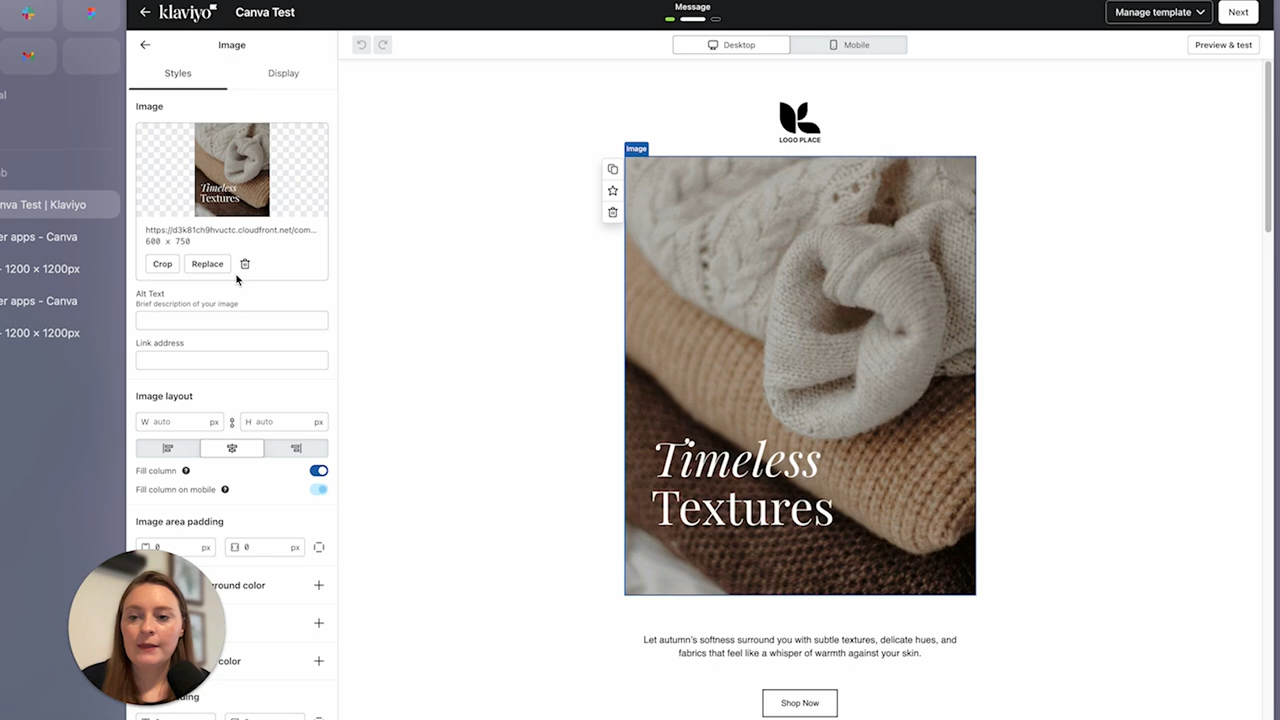 klaviyo
Canva Test
Message
Manage template
Next
Image
Desktop
Mobile
Preview & test
Styles
Display
Image
Timeless
Textures
https://d3k81ch9hvuctc.cloudfront.net/com...
600 x 750
Crop
Replace
Alt Text
Brief description of your image
Link address
Image layout
W auto px
H auto px
Fill column
Fill column on mobile
Image area padding
0 px
0 px
round color
color
nva Test | Klaviyo
er apps - Canva
- 1200 × 1200px
er apps - Canva
- 1200 × 1200px
LOGO PLACE
Image
Timeless
Textures
Let autumn's softness surround you with subtle textures, delicate hues, and
fabrics that feel like a whisper of warmth against your skin.
Shop Now